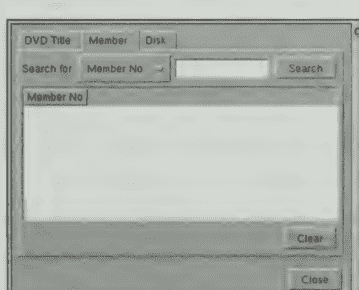 DVD Title Member Disk
Search for Member No Search
Member No
Clear
Close